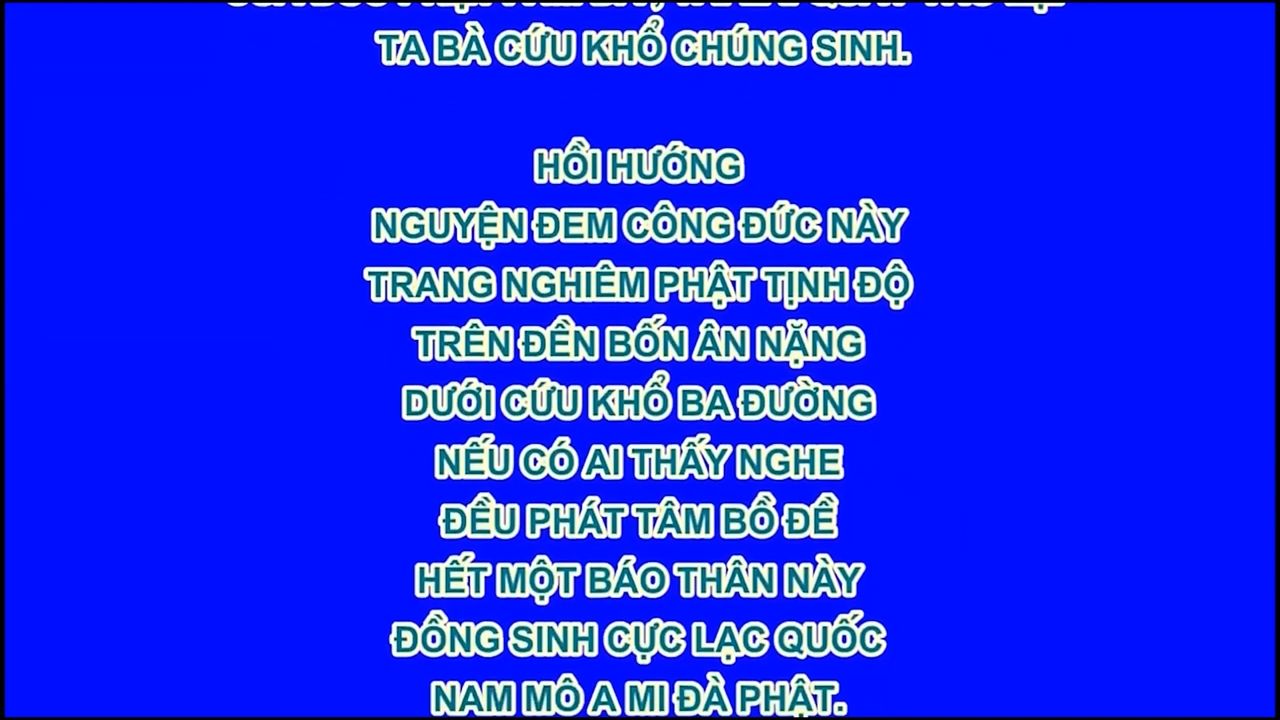 TA BÀ CỨU KHỔ CHÚNG SINH.
HỒI HƯỚNG
NGUYỆN ĐEM CÔNG ĐỨC NÀY
TRANG NGHIÊM PHẬT TỊNH ĐỘ
TRÊN ĐỀN BỐN ÂN NẶNG
DƯỚI CỨU KHỔ BA ĐƯỜNG
NẾU CÓ AI THẤY NGHE
ĐỀU PHÁT TÂM BỒ ĐỀ
HẾT MỘT BÁO THÂN NÀY
ĐỒNG SINH CỰC LẠC QUỐC
NAM MÔ A MI ĐÀ PHẬT.